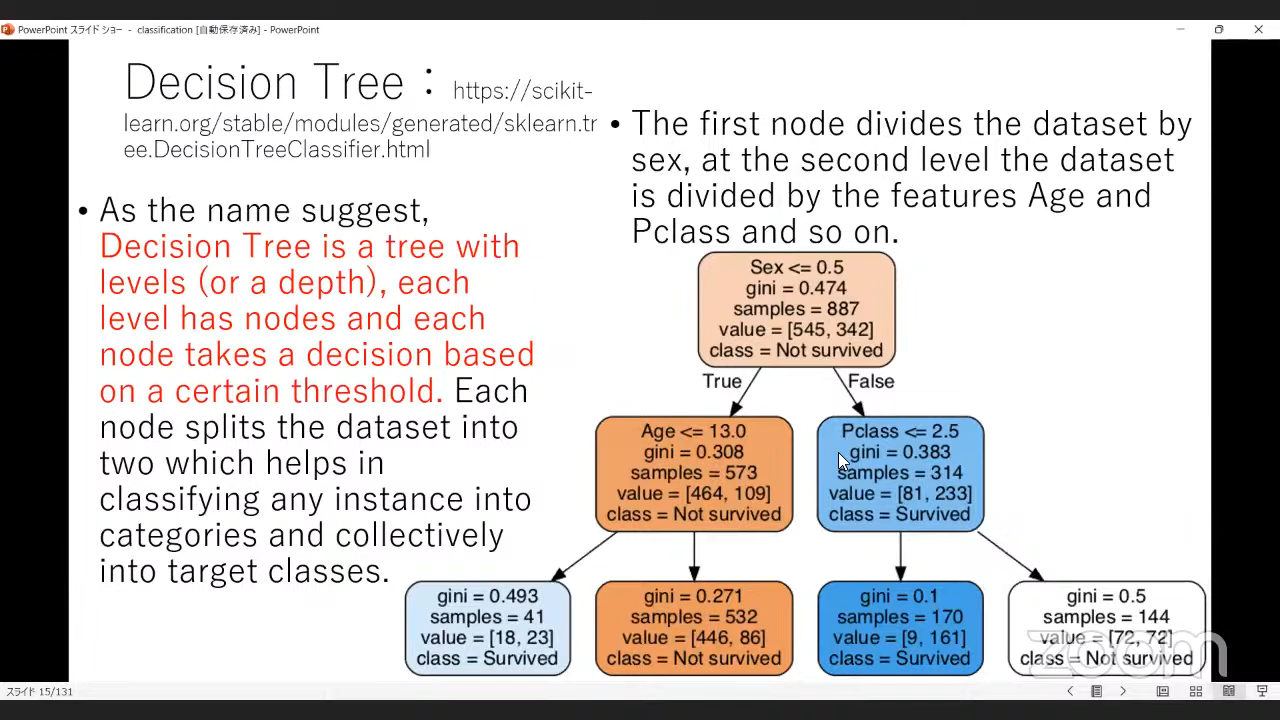 PowerPoint スライド ショー - classification [自動保存済み] - PowerPoint
Decision Tree：https://scikit-
learn.org/stable/modules/generated/sklearn.tr
ee.DecisionTreeClassifier.html
• As the name suggest,
Decision Tree is a tree with
levels (or a depth), each
level has nodes and each
node takes a decision based
on a certain threshold. Each
node splits the dataset into
two which helps in
classifying any instance into
categories and collectively
into target classes.
• The first node divides the dataset by
sex, at the second level the dataset
is divided by the features Age and
Pclass and so on.
Sex <= 0.5
gini = 0.474
samples = 887
value = [545, 342]
class = Not survived
True
False
Age <= 13.0
gini = 0.308
samples = 573
value = [464, 109]
class = Not survived
Pclass <= 2.5
gini = 0.383
samples = 314
value = [81, 233]
class = Survived
gini = 0.493
samples = 41
value = [18, 23]
class = Survived
gini = 0.271
samples = 532
value = [446, 86]
class = Not survived
gini = 0.1
samples = 170
value = [9, 161]
class = Survived
gini = 0.5
samples = 144
value = [72, 72]
class = Not survived
zoom
スライド 15/131